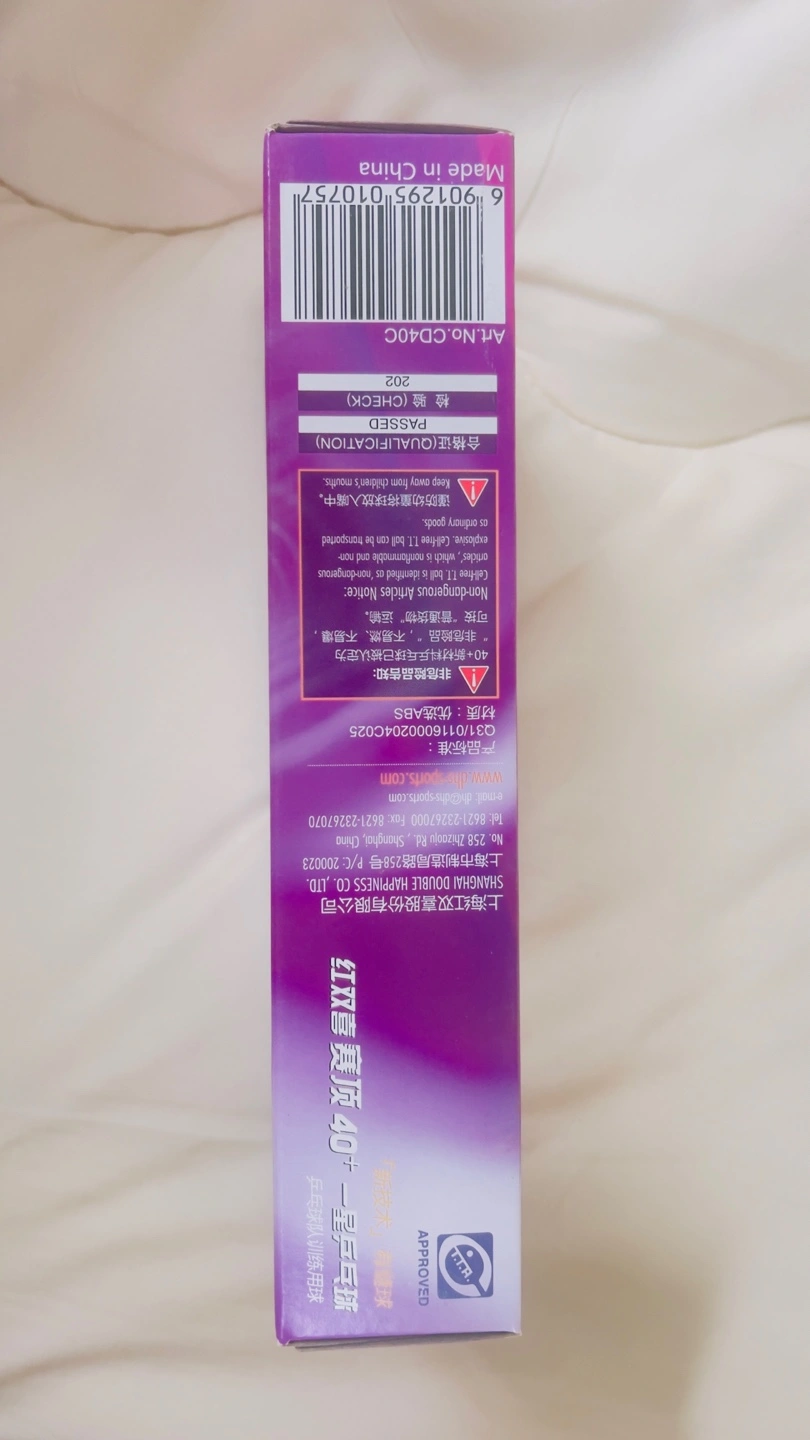 红双喜 赛顶 40+ 一星乒乓球
乒乓球队训练用球
有缝球
I.T.T.A.
APPROVED
上海红双喜股份有限公司
SHANGHAI DOUBLE HAPPINESS CO. ,LTD.
上海市制造局路258号 P/C: 200023
No. 258 Zhizaoju Rd. , Shanghai, China
Tel: 8621-23267000 Fax: 8621-23267070
e-mail: dh@dhs-sports.com
www.dhs-sports.com
产品标准：
Q31/0116000204C025
材质：优选ABS
非危险品告知:
40+新材料乒乓球已被认定为
“非危险品”，不易燃、不易爆，
可按“普通货物”运输。
Non-dangerous Articles Notice:
Cell-free T.T. ball is identified as "non-dangerous
articles", which is nonflammable and non-
explosive. Cell-free T.T. ball can be transported
as ordinary goods.
谨防幼童将球放入嘴中。
Keep away from children's mouths.
合格证(QUALIFICATION)
PASSED
检 验 (CHECK)
202
Art.No.CD40C
6 901295 010757
Made in China